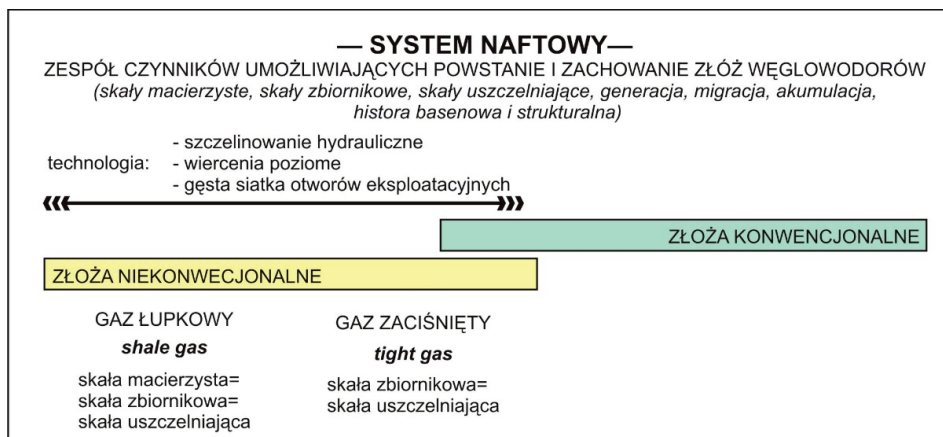 — SYSTEM NAFTOWY—
ZESPÓŁ CZYNNIKÓW UMOŻLIWIAJĄCYCH POWSTANIE I ZACHOWANIE ZŁÓŻ WĘGLOWODORÓW
(skały macierzyste, skały zbiornikowe, skały uszczelniające, generacja, migracja, akumulacja,
histora basenowa i strukturalna)
technologia:
- szczelinowanie hydrauliczne
- wiercenia poziome
- gęsta siatka otworów eksploatacyjnych
ZŁOŻA KONWENCJONALNE
ZŁOŻA NIEKONWECJONALNE
GAZ ŁUPKOWY
shale gas
skała macierzysta=
skała zbiornikowa=
skała uszczelniająca
GAZ ZACIŚNIĘTY
tight gas
skała zbiornikowa=
skała uszczelniająca